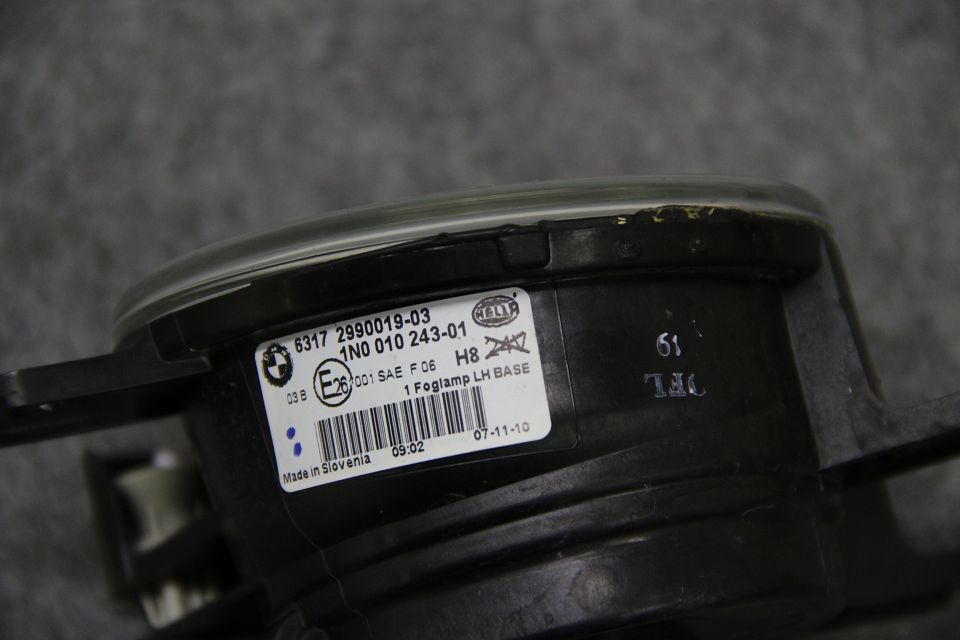 6317 2990019-03
HELLA
1N0 010 243-01
H8
03 B E26 001 SAE F 06
1 Foglamp LH BASE
07-11-10
09:02
Made in Slovenia
19